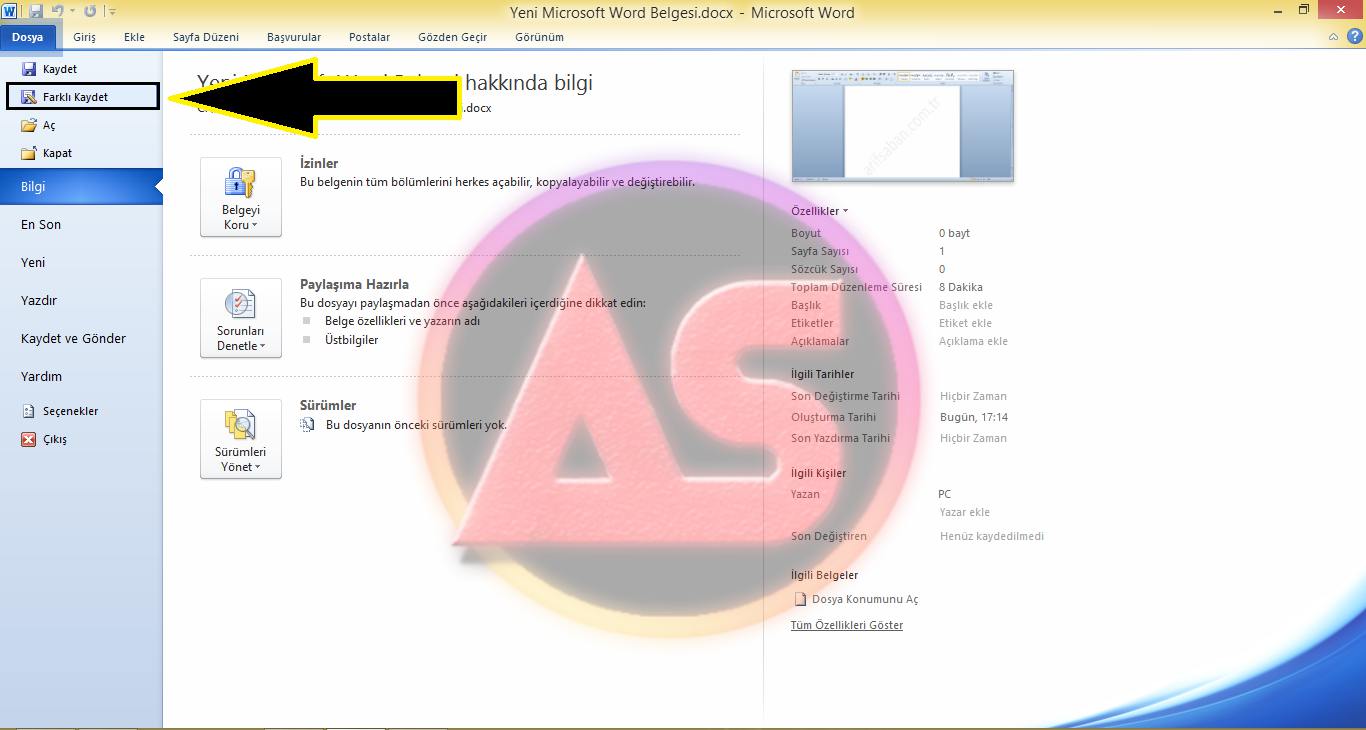 Yeni Microsoft Word Belgesi.docx - Microsoft Word
Dosya Giriş Ekle Sayfa Düzeni Başvurular Postalar Gözden Geçir Görünüm
Kaydet
Farklı Kaydet
Aç
Kapat
Bilgi
En Son
Yeni
Yazdır
Kaydet ve Gönder
Yardım
Seçenekler
Çıkış
hakkında bilgi
.docx
Belgeyi
Koru
İzinler
Bu belgenin tüm bölümlerini herkes açabilir, kopyalayabilir ve değiştirebilir.
Sorunları
Denetle
Paylaşıma Hazırla
Bu dosyayı paylaşmadan önce aşağıdakileri içerdiğine dikkat edin:
Belge özellikleri ve yazarın adı
Üstbilgiler
Sürümleri
Yönet
Sürümler
Bu dosyanın önceki sürümleri yok.
AS
arifsaban.com.tr
Özellikler
Boyut 0 bayt
Sayfa Sayısı 1
Sözcük Sayısı 0
Toplam Düzenleme Süresi 8 Dakika
Başlık Başlık ekle
Etiketler Etiket ekle
Açıklamalar Açıklama ekle
İlgili Tarihler
Son Değiştirme Tarihi Hiçbir Zaman
Oluşturma Tarihi Bugün, 17:14
Son Yazdırma Tarihi Hiçbir Zaman
İlgili Kişiler
Yazan PC
Yazar ekle
Son Değiştiren Henüz kaydedilmedi
İlgili Belgeler
Dosya Konumunu Aç
Tüm Özellikleri Göster